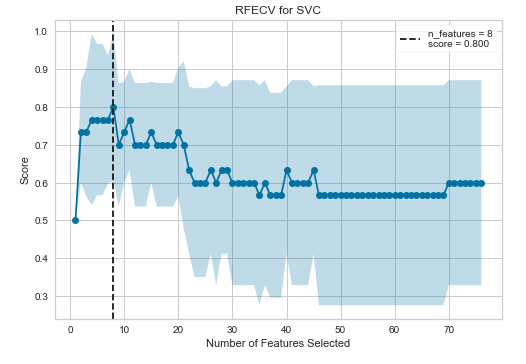 RFECV for SVC
n_features = 8
score = 0.800
1.0
0.9
0.8
0.7
0.6
0.5
0.4
0.3
Score
0 10 20 30 40 50 60 70
Number of Features Selected